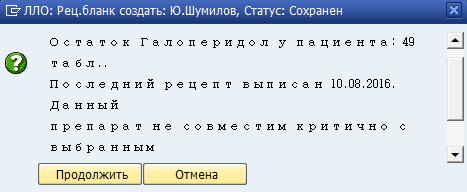 ЛЛО: Рец.бланк создать: Ю.Шумилов, Статус: Сохранен
Остаток Галоперидол у пациента: 49
табл..
Последний рецепт выписан 10.08.2016.
Данный
препарат не совместим критично с
выбранным
Продолжить
Отмена